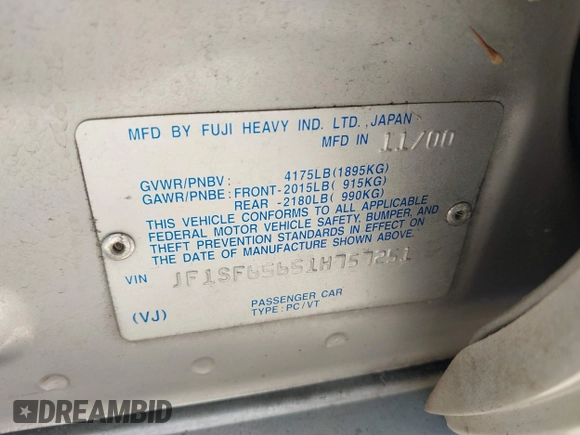 MFD BY FUJI HEAVY IND. LTD. ,JAPAN
MFD IN 11/00
GVWR/PNBV: 4175LB(1895KG)
GAWR/PNBE: FRONT-2015LB( 915KG)
REAR -2180LB( 990KG)
THIS VEHICLE CONFORMS TO ALL APPLICABLE
FEDERAL MOTOR VEHICLE SAFETY, BUMPER, AND
THEFT PREVENTION STANDARDS IN EFFECT ON
THE DATE OF MANUFACTURE SHOWN ABOVE.
VIN
(VJ)
PASSENGER CAR
TYPE:PC/VT
DREAMBID